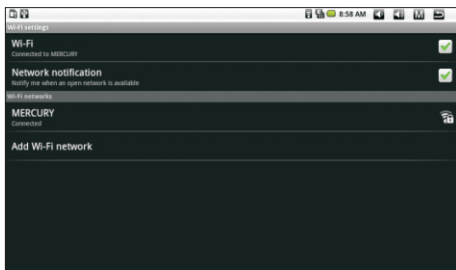 8:58 AM
Wi-Fi settings
Wi-Fi
Connected to MERCURY
Network notification
Notify me when an open network is available
Wi-Fi networks
MERCURY
Connected
Add Wi-Fi network